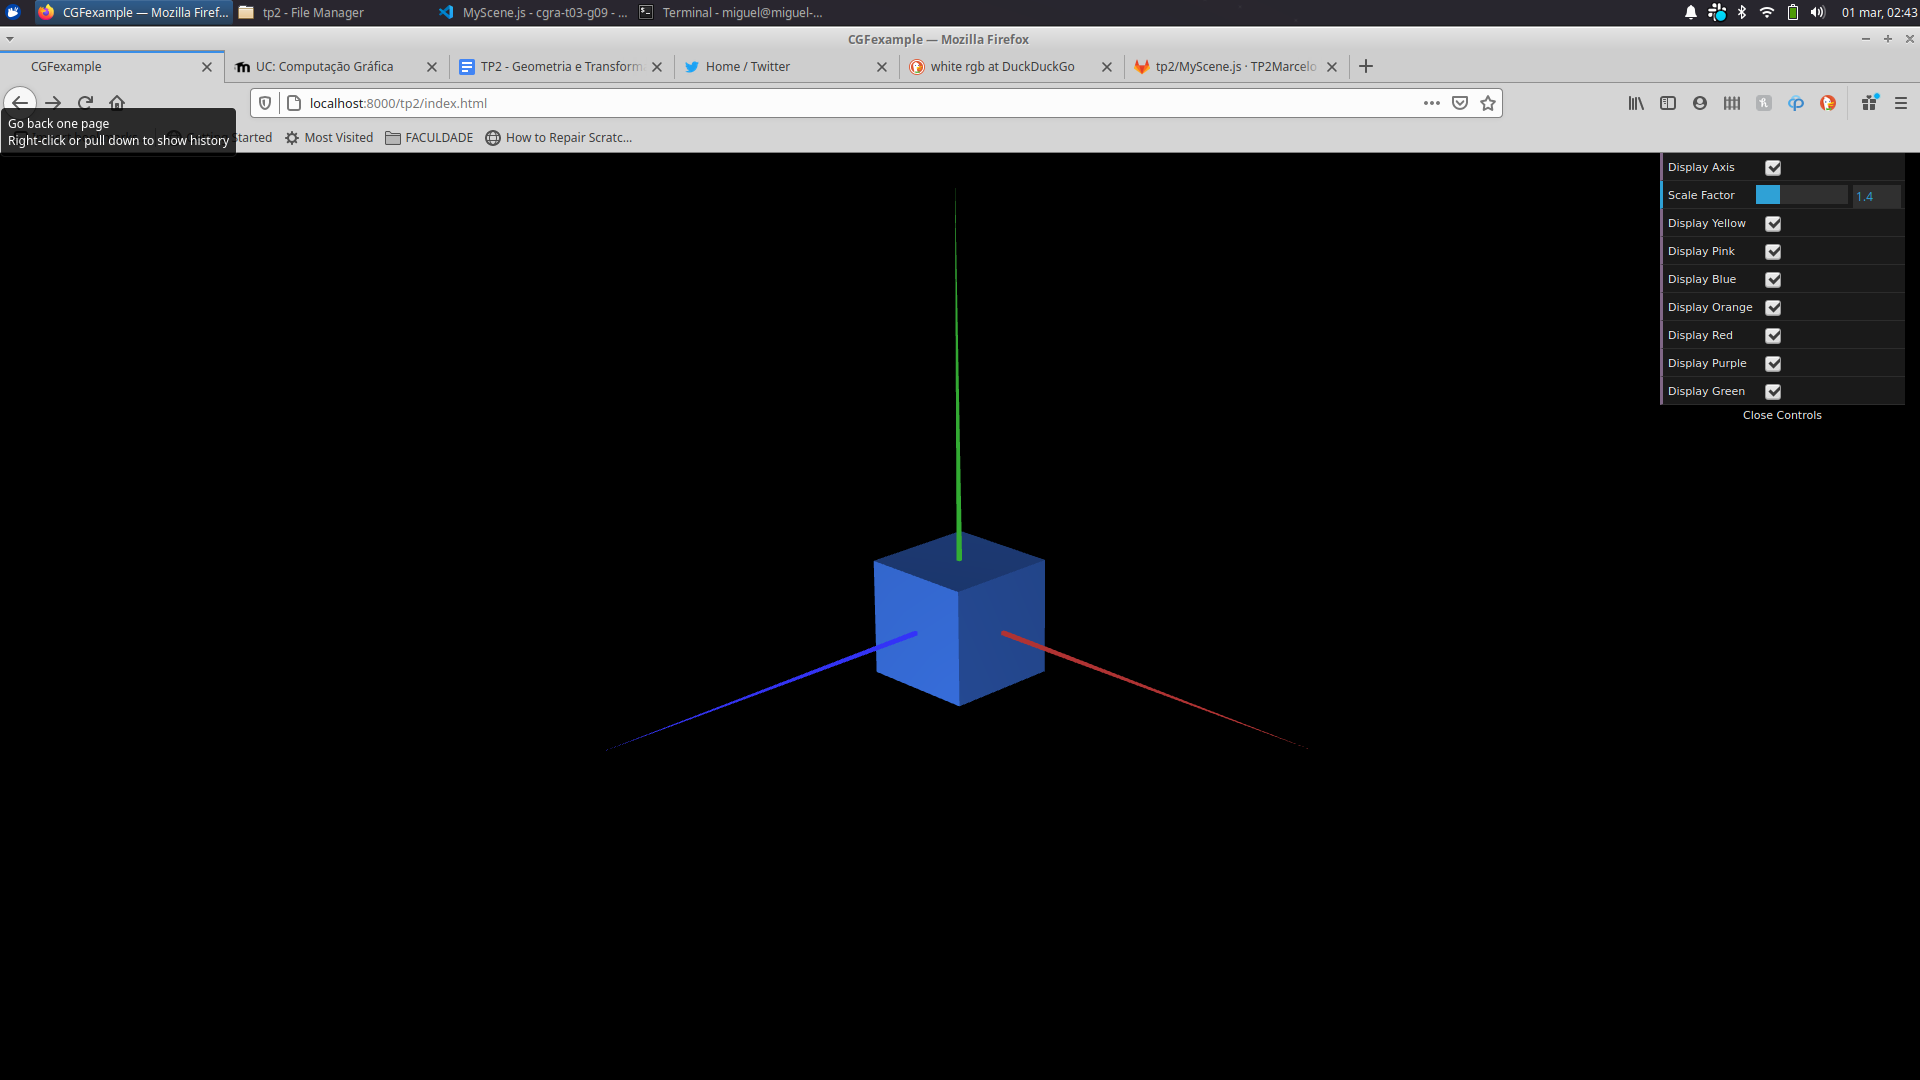 CGFexample — Mozilla Firef...
tp2 - File Manager
MyScene.js - cgra-t03-g09 - ...
Terminal - miguel@miguel-...
01 mar, 02:43
CGFexample — Mozilla Firefox
CGFexample
UC: Computação Gráfica
TP2 - Geometria e Transform
Home / Twitter
white rgb at DuckDuckGo
tp2/MyScene.js · TP2Marcelo
localhost:8000/tp2/index.html
Go back one page
Right-click or pull down to show history
Started
Most Visited
FACULDADE
How to Repair Scratc...
Display Axis
Scale Factor
1.4
Display Yellow
Display Pink
Display Blue
Display Orange
Display Red
Display Purple
Display Green
Close Controls